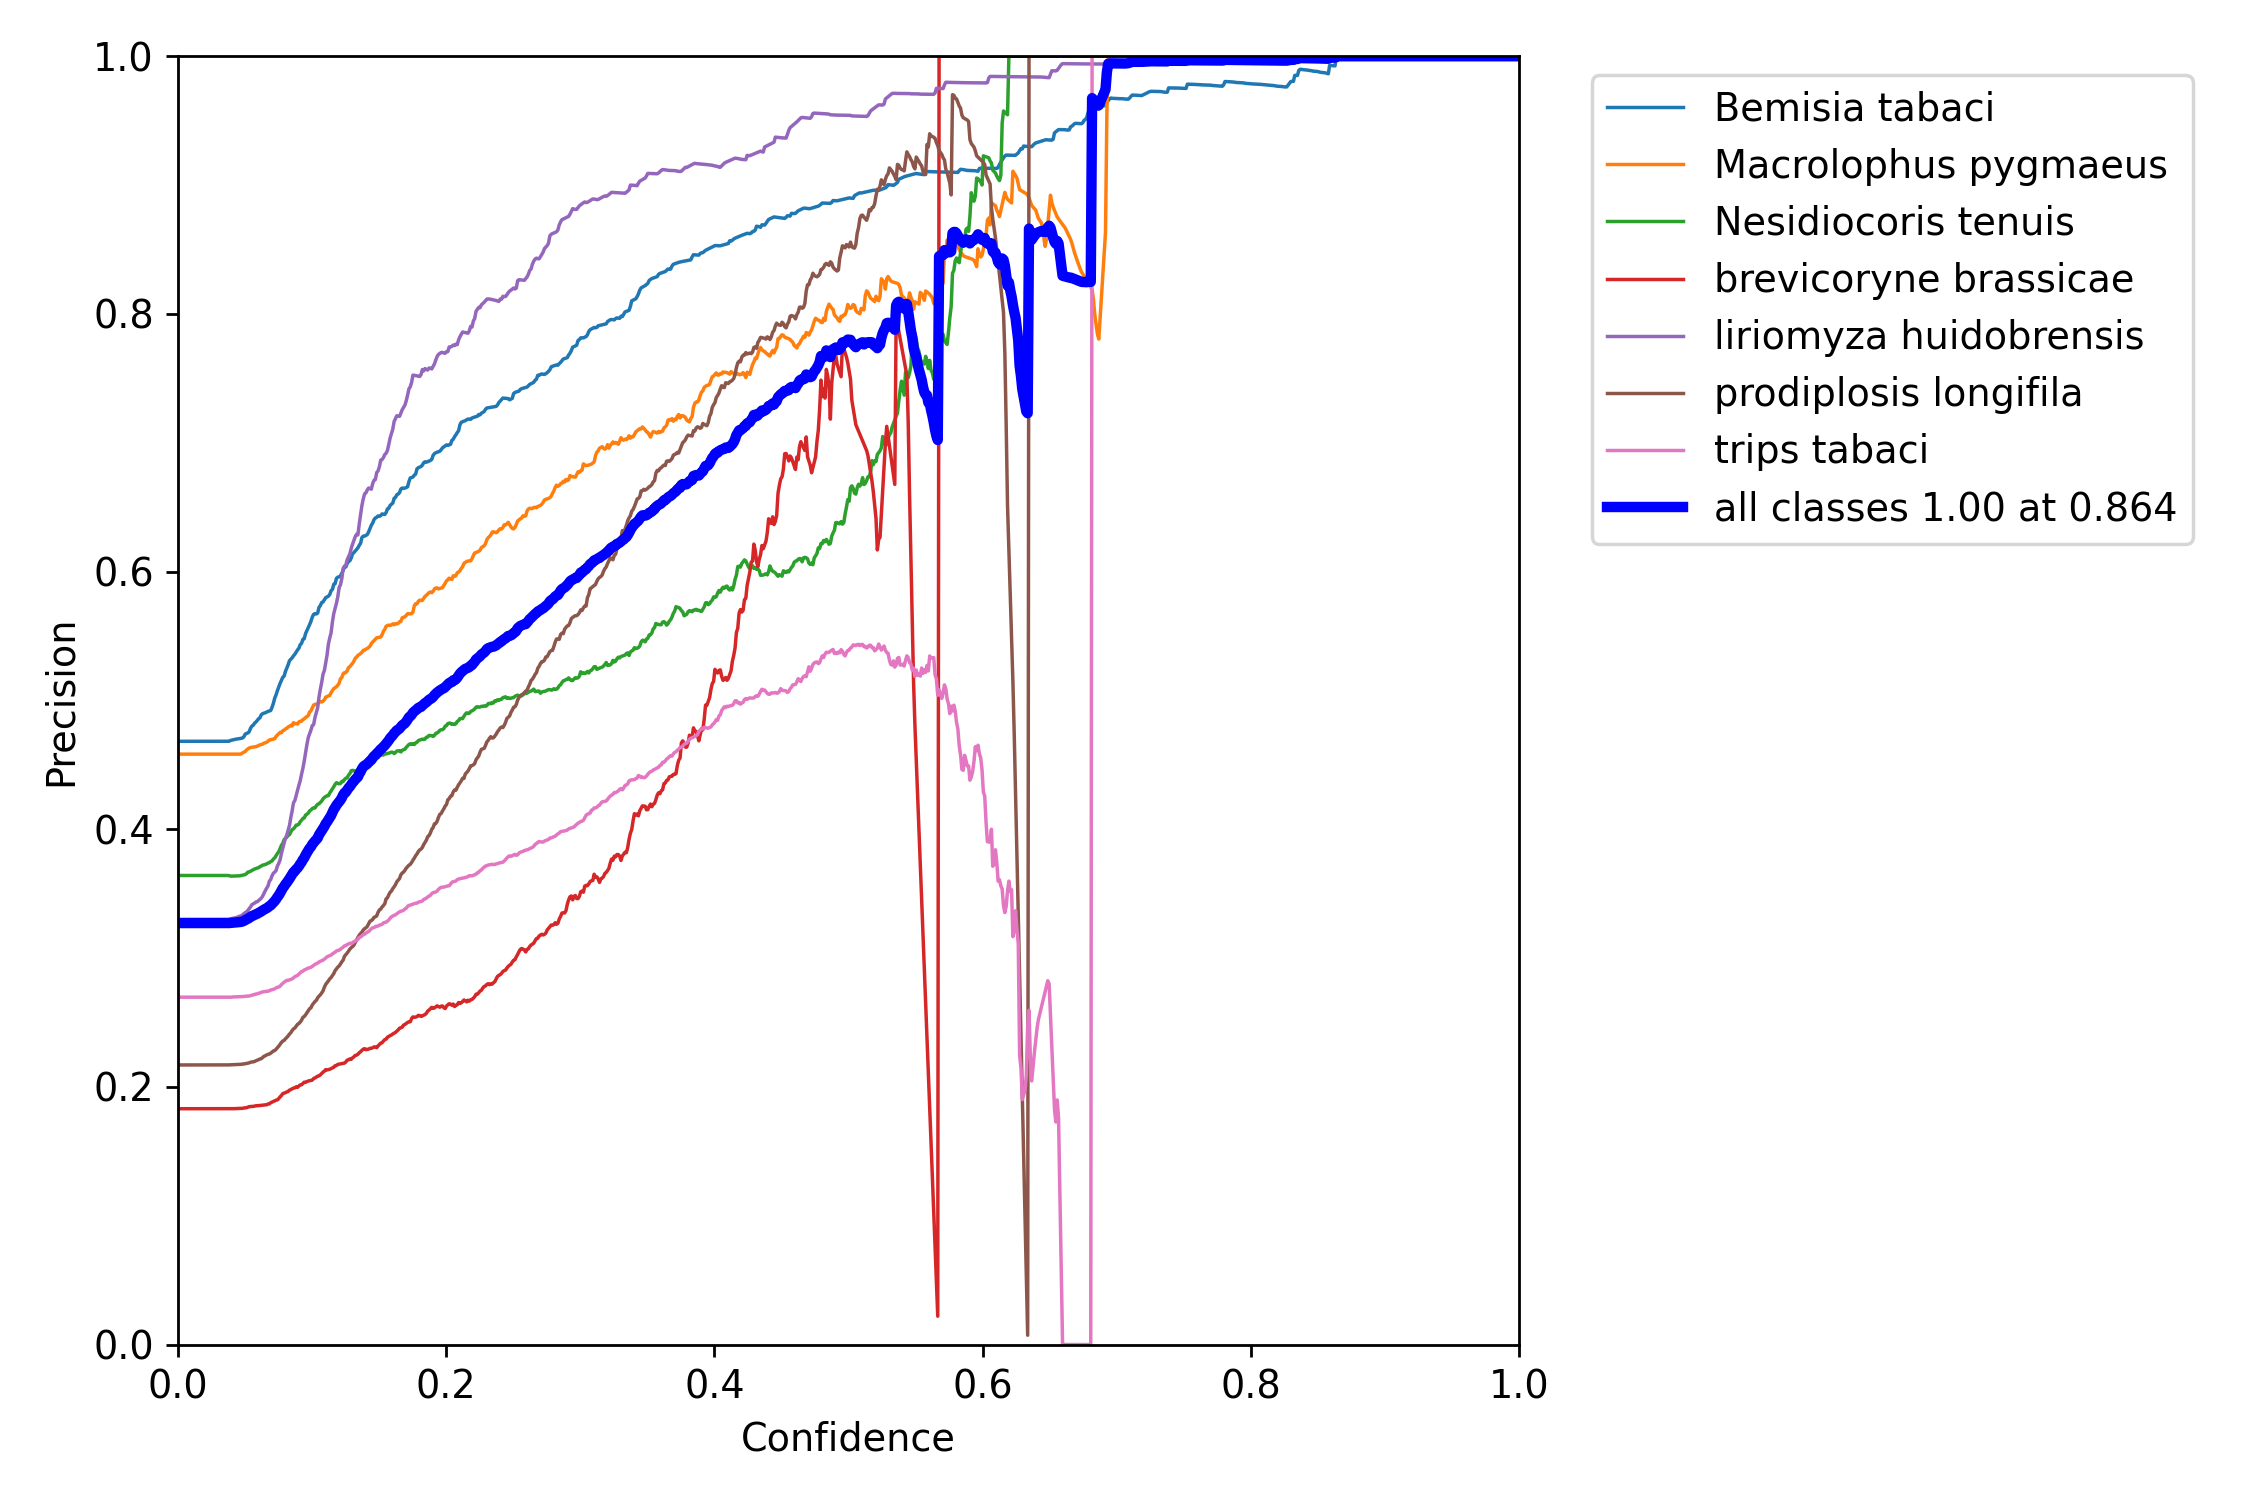 1.0
0.8
0.6
0.4
0.2
0.0
Precision
0.0 0.2 0.4 0.6 0.8 1.0
Confidence
Bemisia tabaci
Macrolophus pygmaeus
Nesidiocoris tenuis
brevicoryne brassicae
liriomyza huidobrensis
prodiplosis longifila
trips tabaci
all classes 1.00 at 0.864